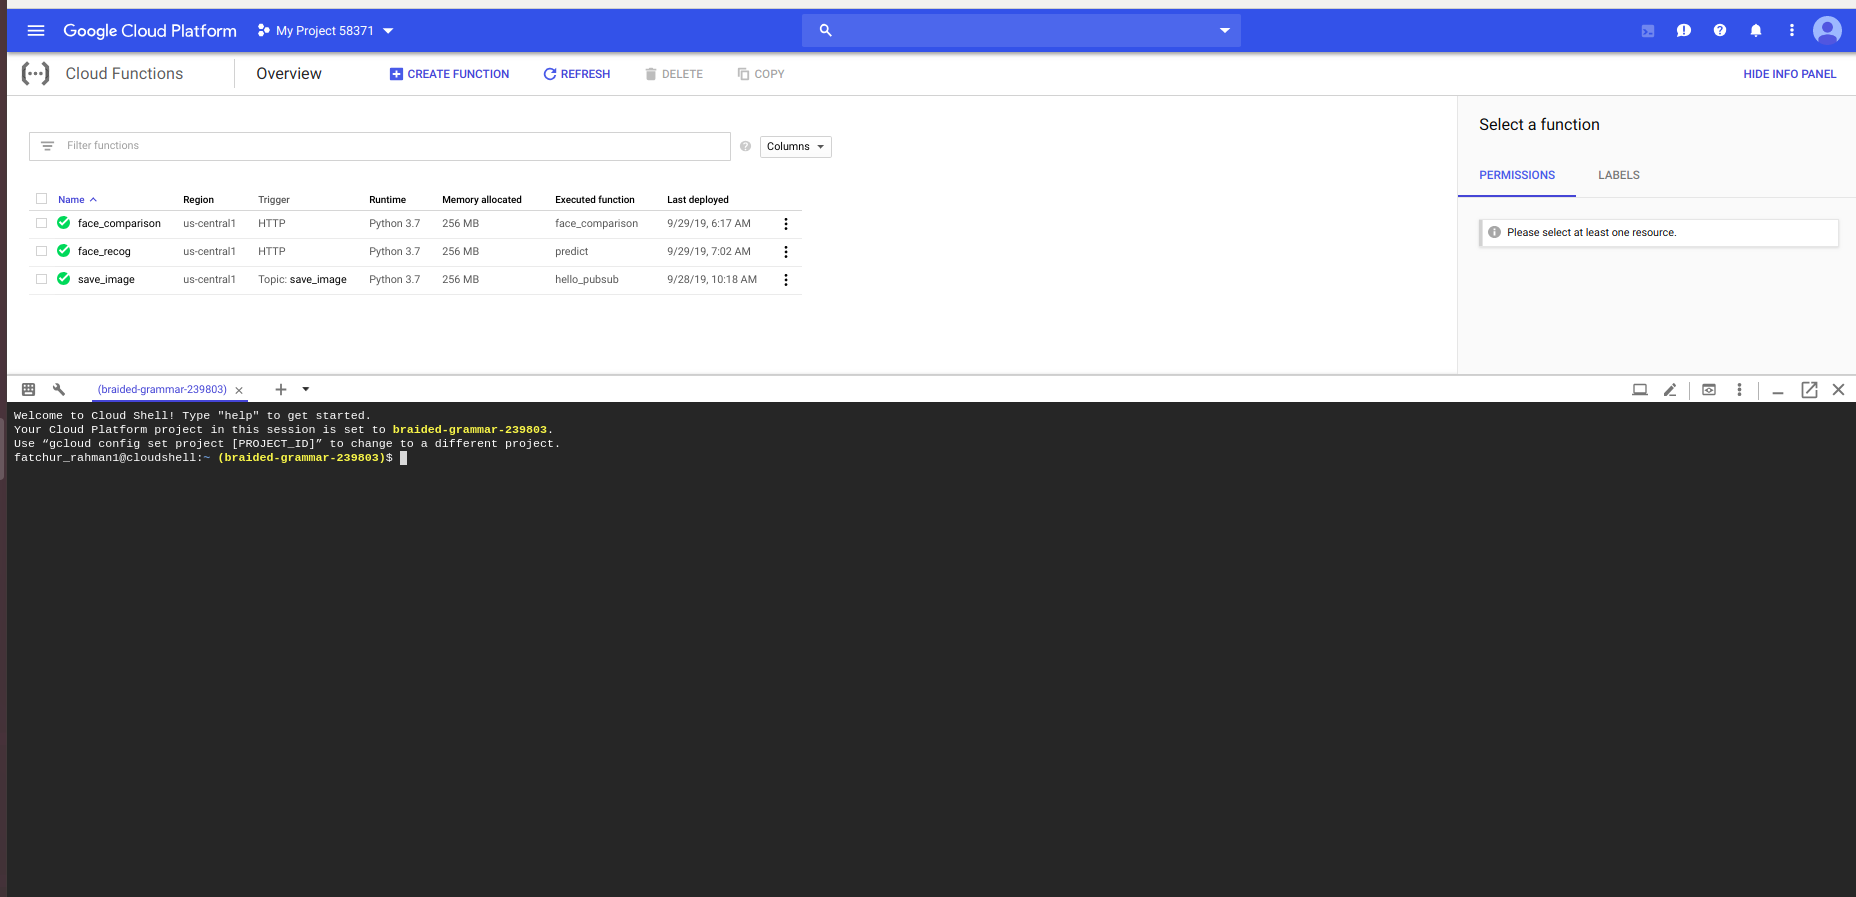 Google Cloud Platform My Project 58371
Cloud Functions Overview CREATE FUNCTION REFRESH DELETE COPY HIDE INFO PANEL
Filter functions Columns
Name Region Trigger Runtime Memory allocated Executed function Last deployed
face_comparison us-central1 HTTP Python 3.7 256 MB face_comparison 9/29/19, 6:17 AM
face_recog us-central1 HTTP Python 3.7 256 MB predict 9/29/19, 7:02 AM
save_image us-central1 Topic: save_image Python 3.7 256 MB hello_pubsub 9/28/19, 10:18 AM
Select a function
PERMISSIONS LABELS
Please select at least one resource.
(braided-grammar-239803)
Welcome to Cloud Shell! Type "help" to get started.
Your Cloud Platform project in this session is set to braided-grammar-239803.
Use “gcloud config set project [PROJECT_ID]” to change to a different project.
fatchur_rahman1@cloudshell:~ (braided-grammar-239803)$